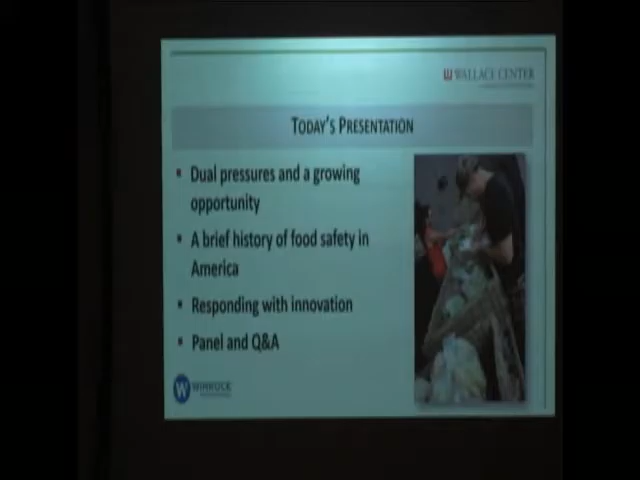 WALLACE CENTER
TODAY'S PRESENTATION
Dual pressures and a growing
opportunity
A brief history of food safety in
America
Responding with innovation
Panel and Q&A
WINROCK